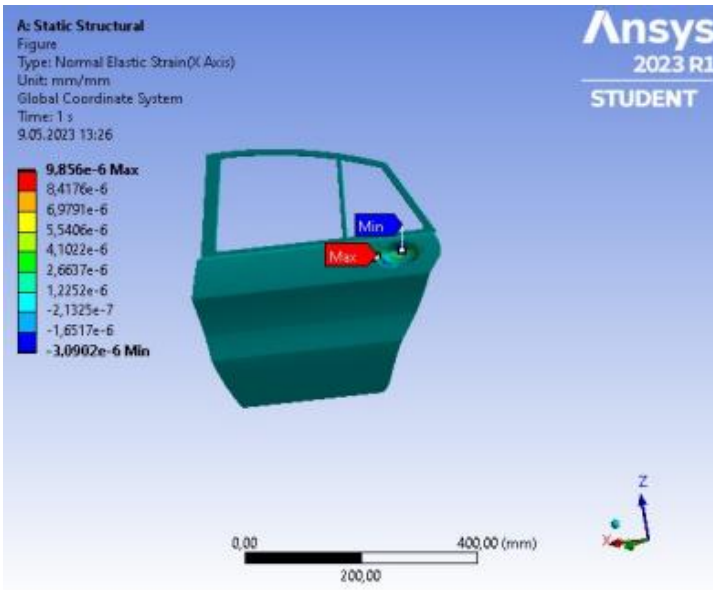 A: Static Structural
Figure
Type: Normal Elastic Strain(X Axis)
Unit: mm/mm
Global Coordinate System
Time: 1 s
9.05.2023 13:26
9,856e-6 Max
8,4176e-6
6,9791e-6
5,5406e-6
4,1022e-6
2,6637e-6
1,2252e-6
-2,1325e-7
-1,6517e-6
-3,0902e-6 Min
Ansys
2023 R1
STUDENT
Min
Max
Z
X
0,00
400,00 (mm)
200,00